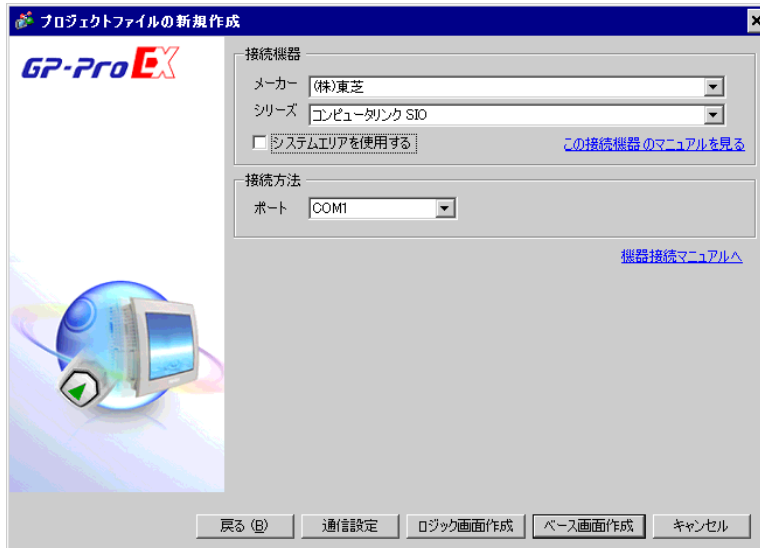 プロジェクトファイルの新規作成
GP-Pro EX
接続機器
メーカー (株)東芝
シリーズ コンピュータリンク SIO
システムエリアを使用する この接続機器のマニュアルを見る
接続方法
ポート COM1
機器接続マニュアルへ
戻る (B) 通信設定 ロジック画面作成 ベース画面作成 キャンセル